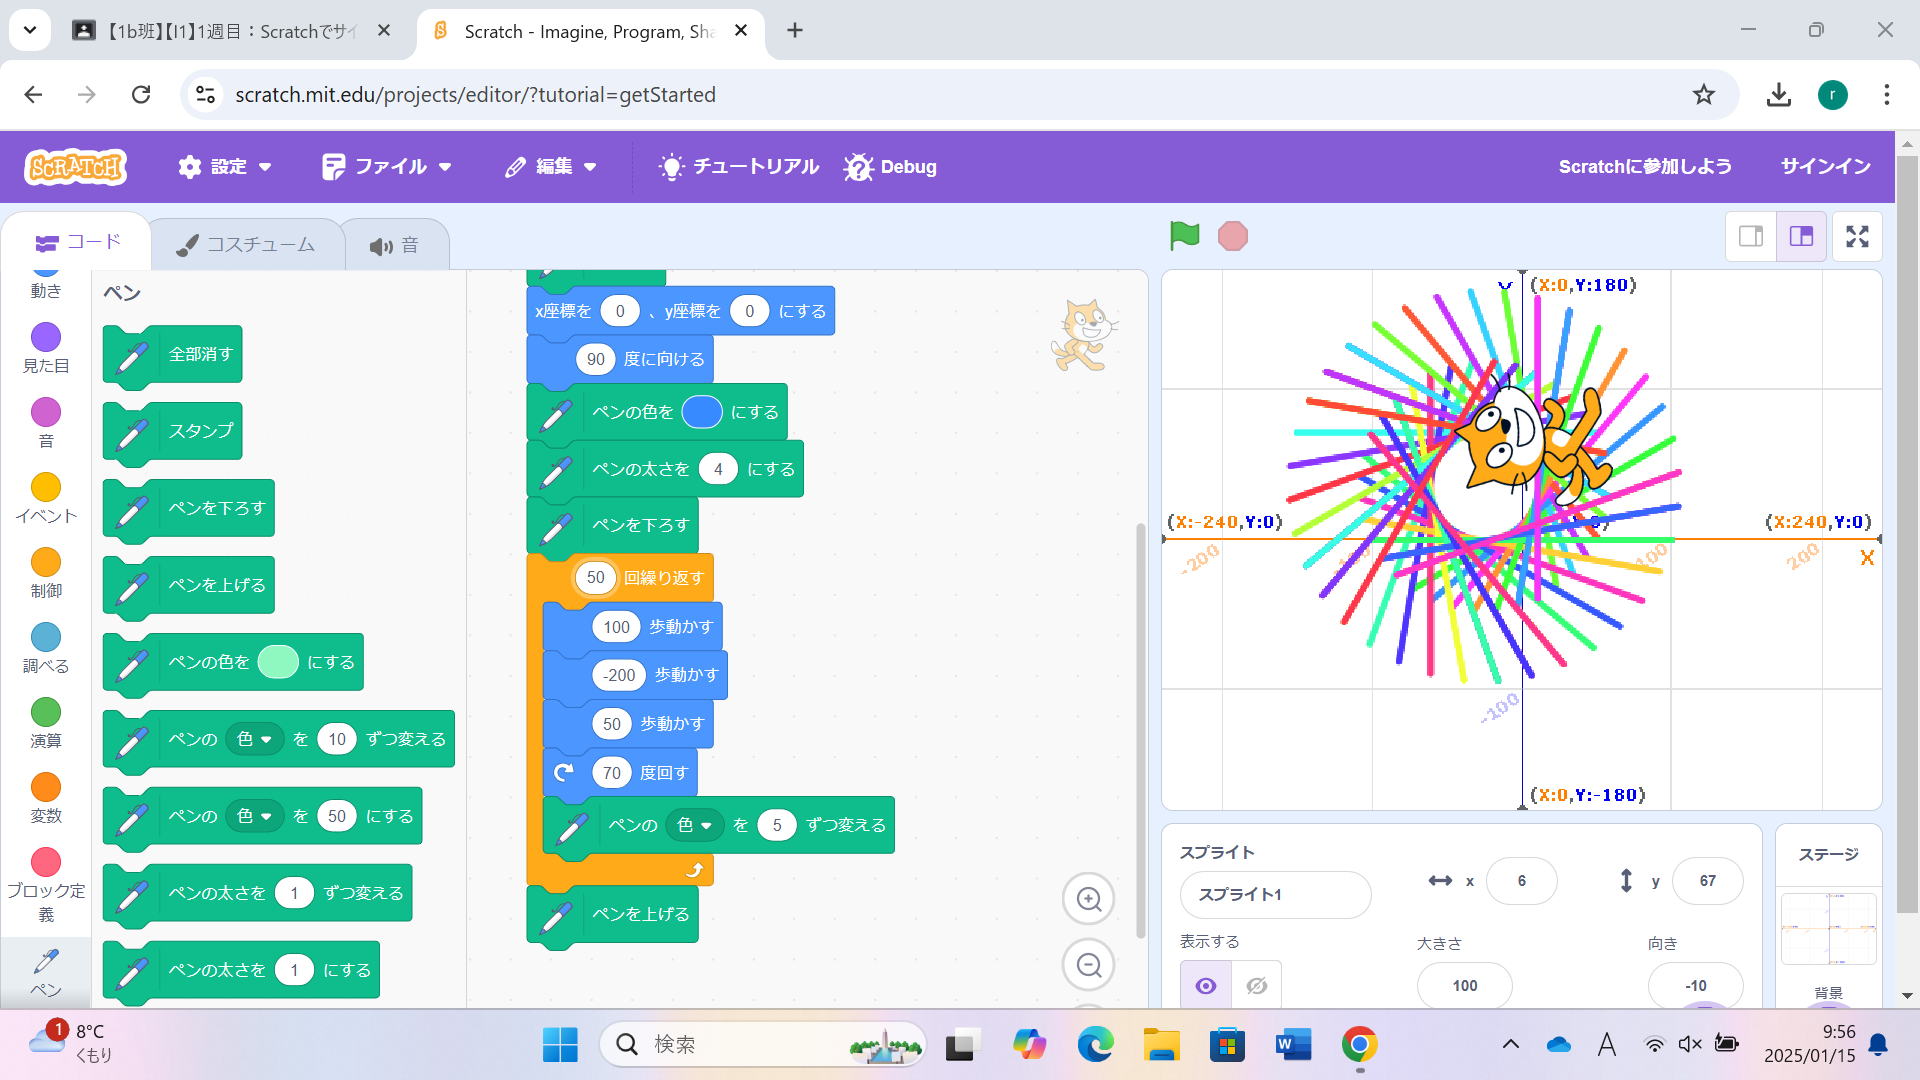 【1b班】【I1】1週目：Scratchでサイ
Scratch - Imagine, Program, Sha
scratch.mit.edu/projects/editor/?tutorial=getStarted
r
SCRATCH
設定
ファイル
編集
チュートリアル
Debug
Scratchに参加しよう
サインイン
コード
コスチューム
音
動き
見た目
音
イベント
制御
調べる
演算
変数
ブロック定
義
ペン
ペン
全部消す
スタンプ
ペンを下ろす
ペンを上げる
ペンの色を にする
ペンの 色 を 10 ずつ変える
ペンの 色 を 50 にする
ペンの太さを 1 ずつ変える
ペンの太さを 1 にする
x座標を 0 、y座標を 0 にする
90 度に向ける
ペンの色を にする
ペンの太さを 4 にする
ペンを下ろす
50 回繰り返す
100 歩動かす
-200 歩動かす
50 歩動かす
70 度回す
ペンの 色 を 5 ずつ変える
ペンを上げる
(X:0,Y:180)
(X:-240,Y:0)
(X:240,Y:0)
-200
100
200
X
-100
(X:0,Y:-180)
スプライト
スプライト1
x 6
y 67
表示する
大きさ
100
向き
-10
ステージ
背景
1
8°C
くもり
検索
A
9:56
2025/01/15